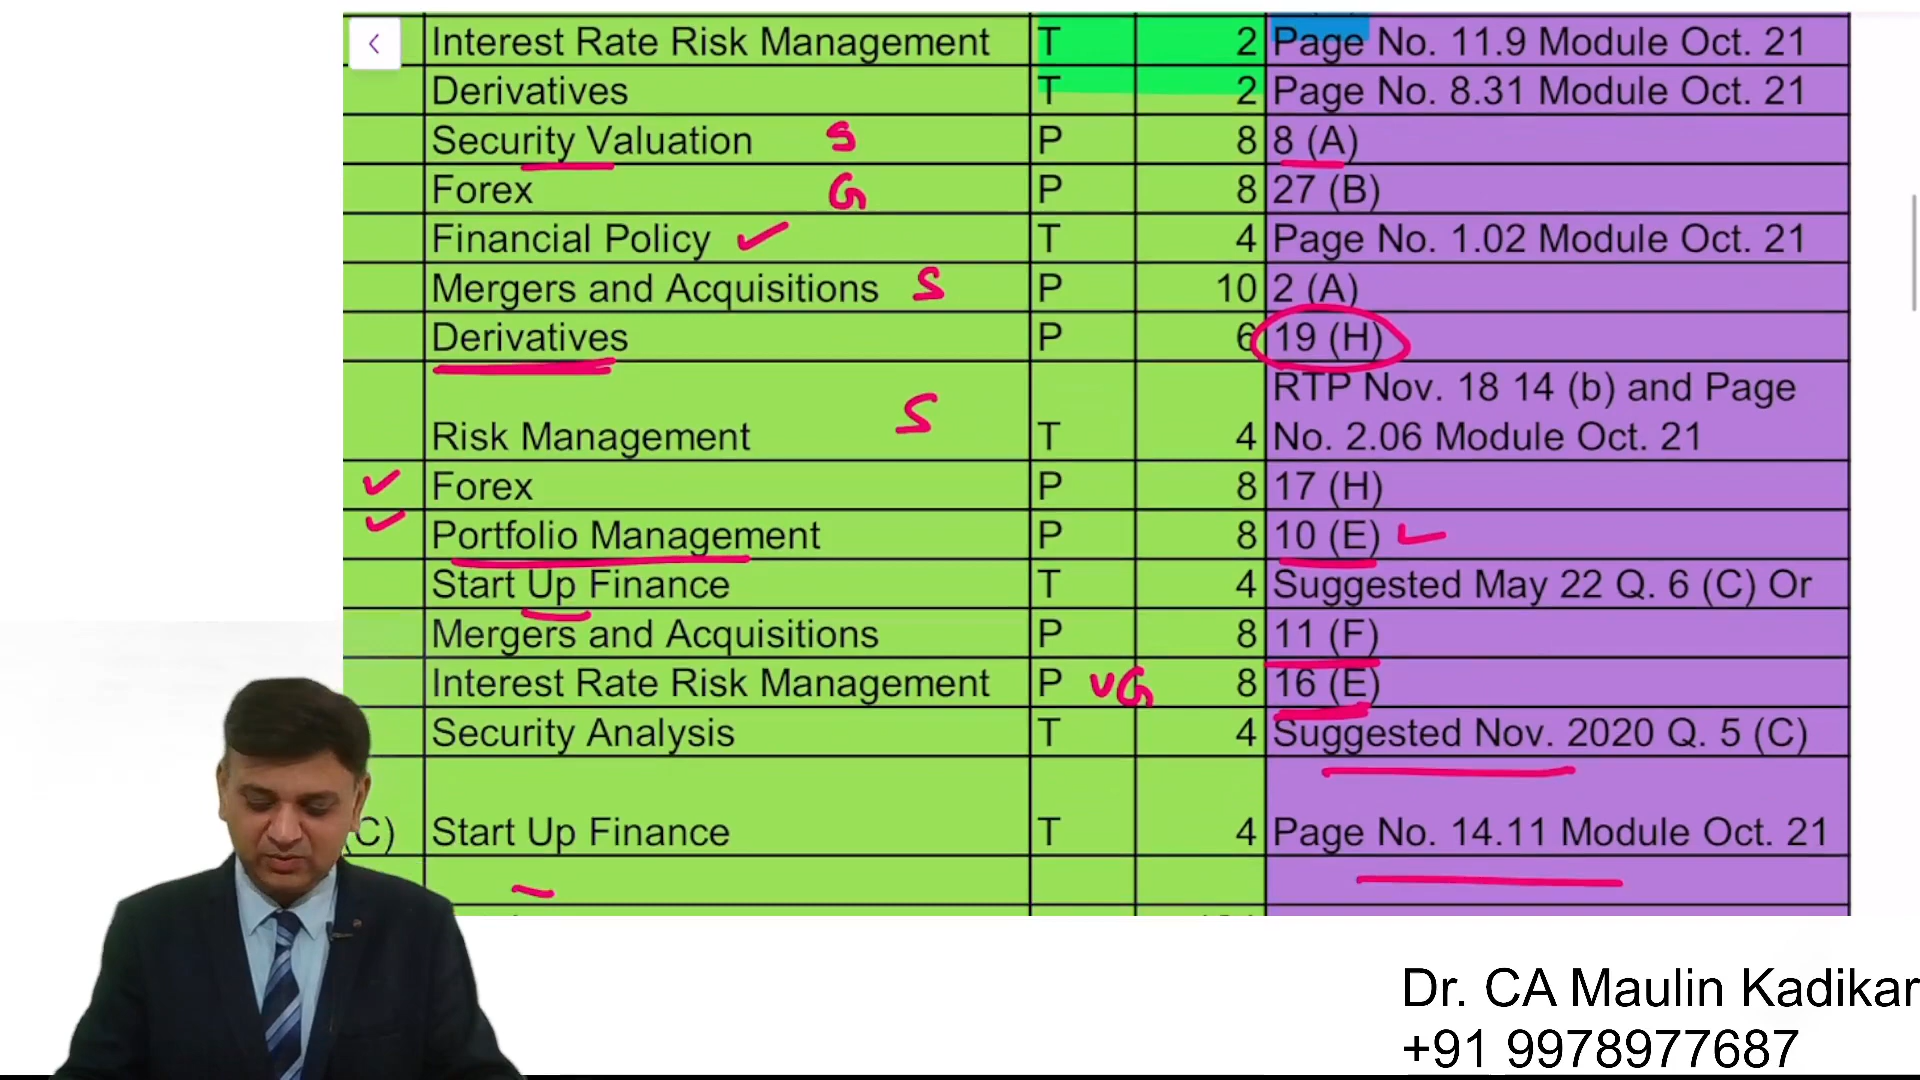 Interest Rate Risk Management T 2 Page No. 11.9 Module Oct. 21
Derivatives T 2 Page No. 8.31 Module Oct. 21
Security Valuation S P 8 8 (A)
Forex G P 8 27 (B)
Financial Policy ✓ T 4 Page No. 1.02 Module Oct. 21
Mergers and Acquisitions S P 10 2 (A)
Derivatives P 6 19 (H)
RTP Nov. 18 14 (b) and Page
Risk Management S T 4 No. 2.06 Module Oct. 21
✓ Forex P 8 17 (H)
✓ Portfolio Management P 8 10 (E) ✓
Start Up Finance T 4 Suggested May 22 Q. 6 (C) Or
Mergers and Acquisitions P 8 11 (F)
Interest Rate Risk Management P VG 8 16 (E)
Security Analysis T 4 Suggested Nov. 2020 Q. 5 (C)
(C) Start Up Finance T 4 Page No. 14.11 Module Oct. 21
Dr. CA Maulin Kadikar
+91 9978977687